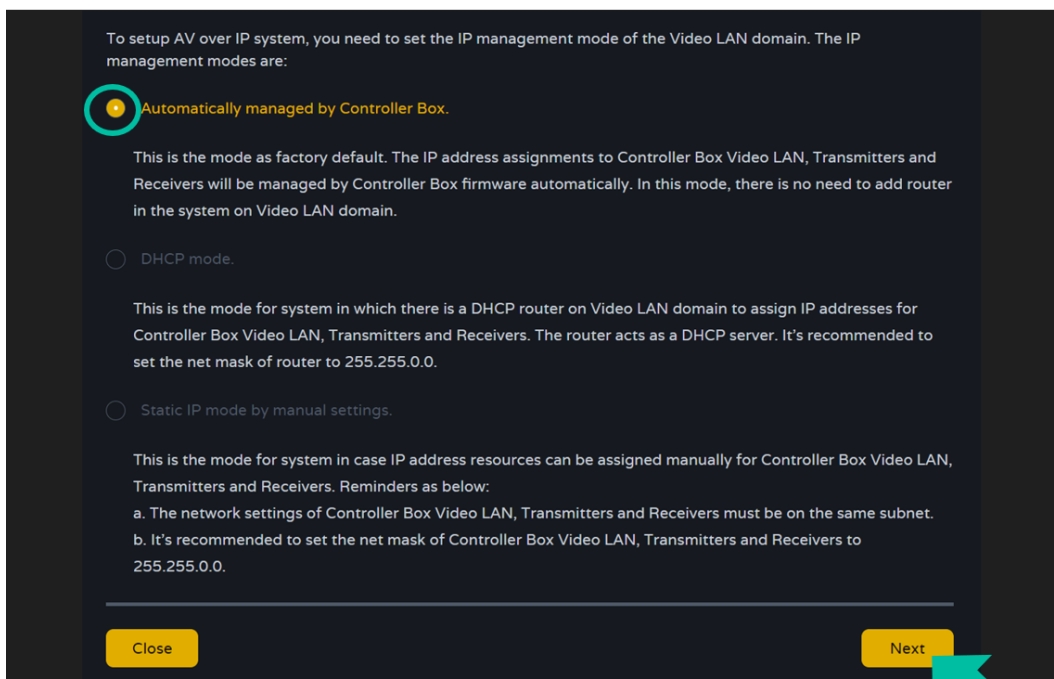 To setup AV over IP system, you need to set the IP management mode of the Video LAN domain. The IP
management modes are:
Automatically managed by Controller Box.
This is the mode as factory default. The IP address assignments to Controller Box Video LAN, Transmitters and
Receivers will be managed by Controller Box firmware automatically. In this mode, there is no need to add router
in the system on Video LAN domain.
DHCP mode.
This is the mode for system in which there is a DHCP router on Video LAN domain to assign IP addresses for
Controller Box Video LAN, Transmitters and Receivers. The router acts as a DHCP server. It's recommended to
set the net mask of router to 255.255.0.0.
Static IP mode by manual settings.
This is the mode for system in case IP address resources can be assigned manually for Controller Box Video LAN,
Transmitters and Receivers. Reminders as below:
a. The network settings of Controller Box Video LAN, Transmitters and Receivers must be on the same subnet.
b. It's recommended to set the net mask of Controller Box Video LAN, Transmitters and Receivers to
255.255.0.0.
Close
Next